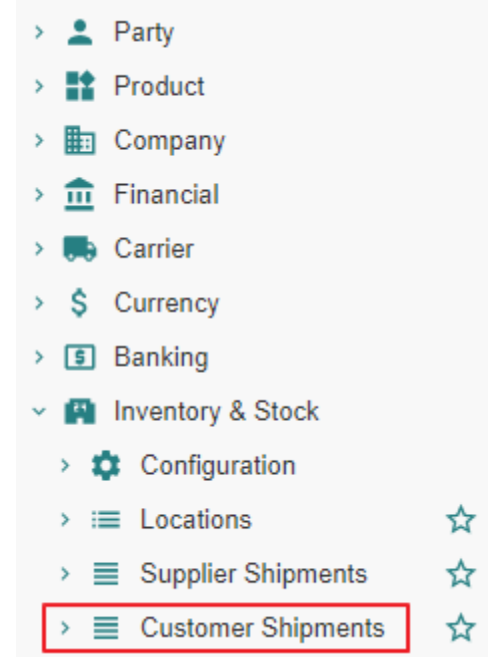 Party
Product
Company
Financial
Carrier
Currency
Banking
Inventory & Stock
Configuration
Locations
Supplier Shipments
Customer Shipments